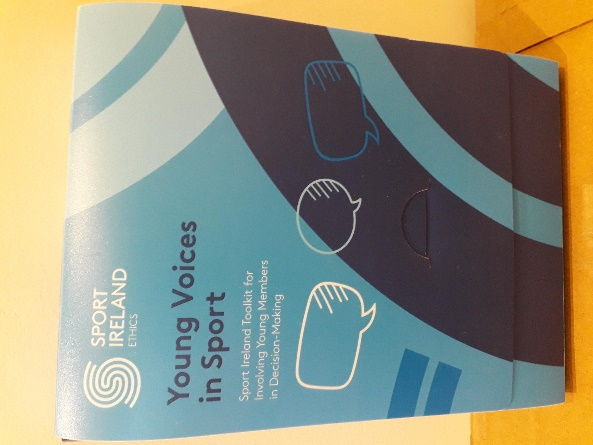 SPORT
IRELAND
ETHICS
Young Voices
in Sport
Sport Ireland Toolkit for
Involving Young Members
in Decision-Making